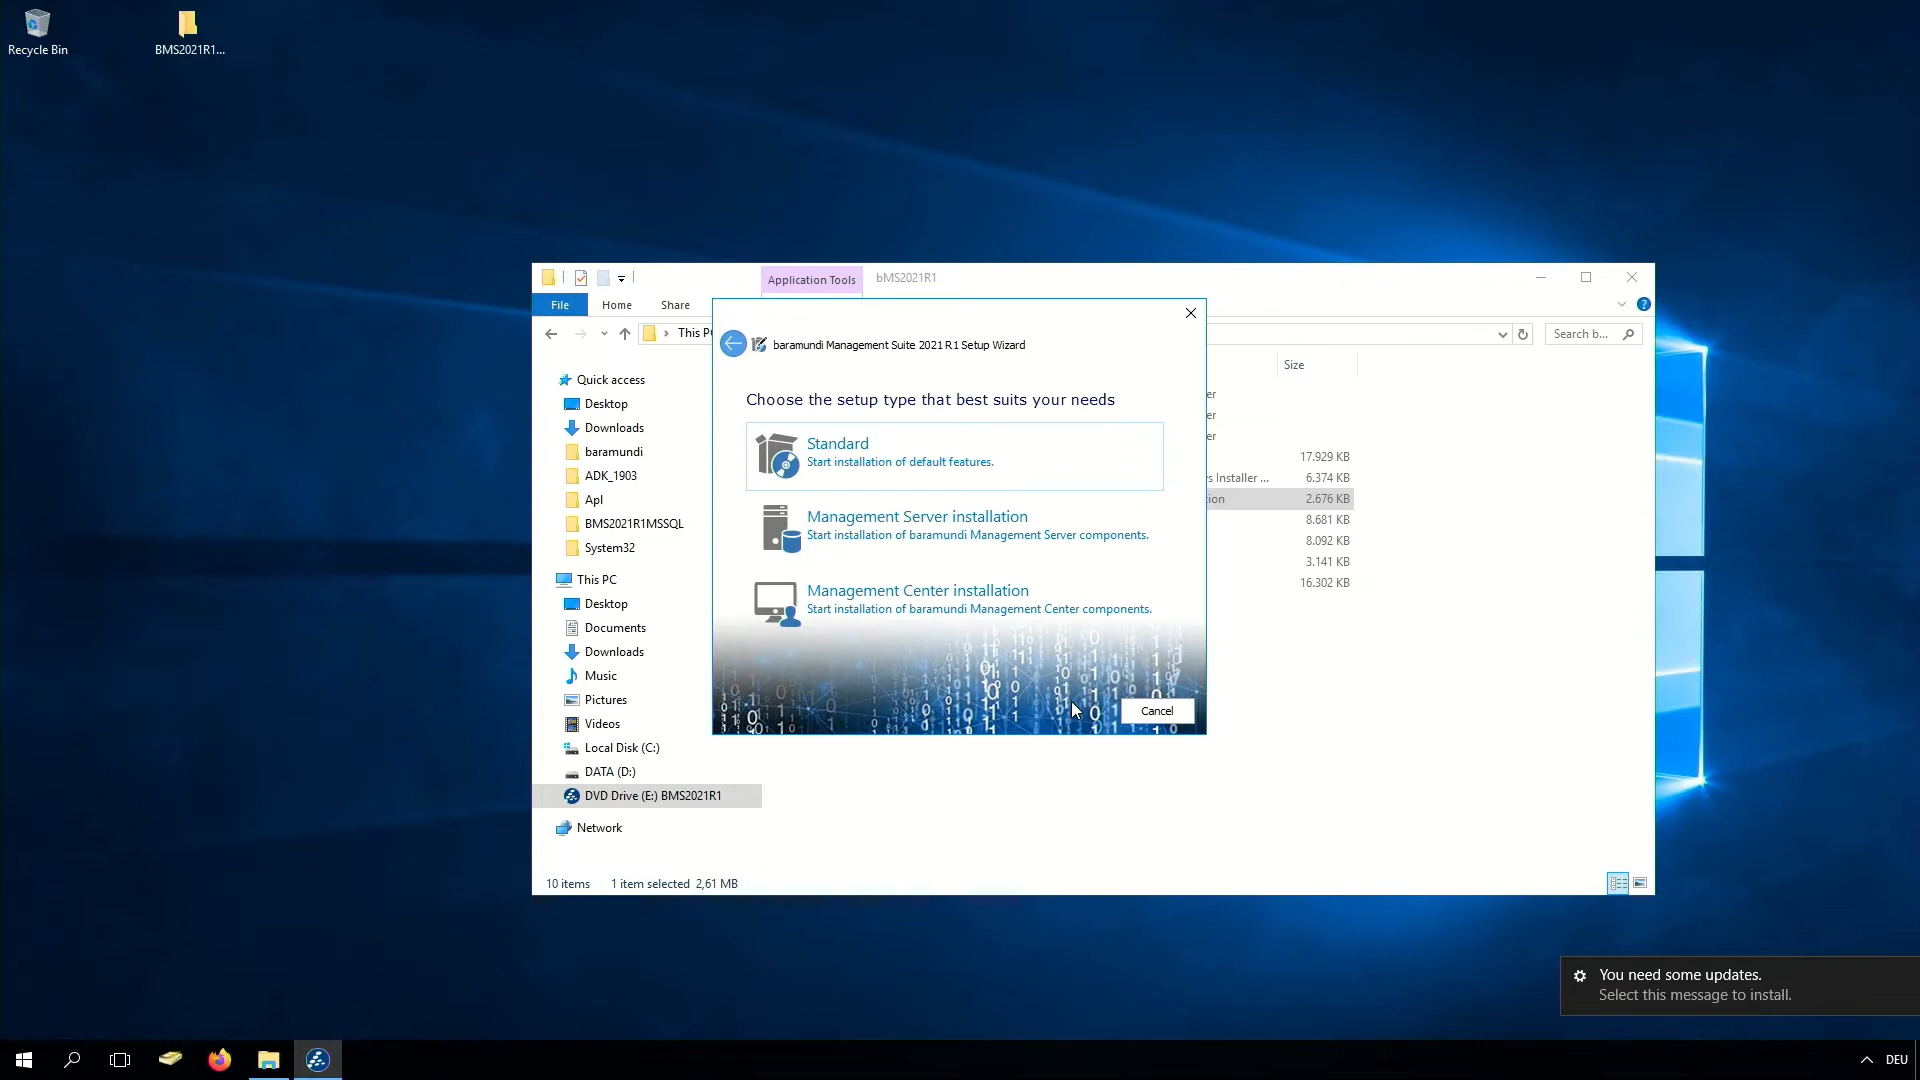 Recycle Bin
BMS2021R1...
Application Tools
bMS2021R1
File
Home
Share
This P
Search b...
baramundi Management Suite 2021 R1 Setup Wizard
Size
Quick access
Desktop
Downloads
baramundi
ADK_1903
Apl
BMS2021R1MSSQL
System32
This PC
Desktop
Documents
Downloads
Music
Pictures
Videos
Local Disk (C:)
DATA (D:)
DVD Drive (E:) BMS2021R1
Network
Choose the setup type that best suits your needs
Standard
Start installation of default features.
Management Server installation
Start installation of baramundi Management Server components.
Management Center installation
Start installation of baramundi Management Center components.
Cancel
er
er
er
17.929 KB
s Installer ...
6.374 KB
ion
2.676 KB
8.681 KB
8.092 KB
3.141 KB
16.302 KB
10 items
1 item selected 2,61 MB
You need some updates.
Select this message to install.
DEU